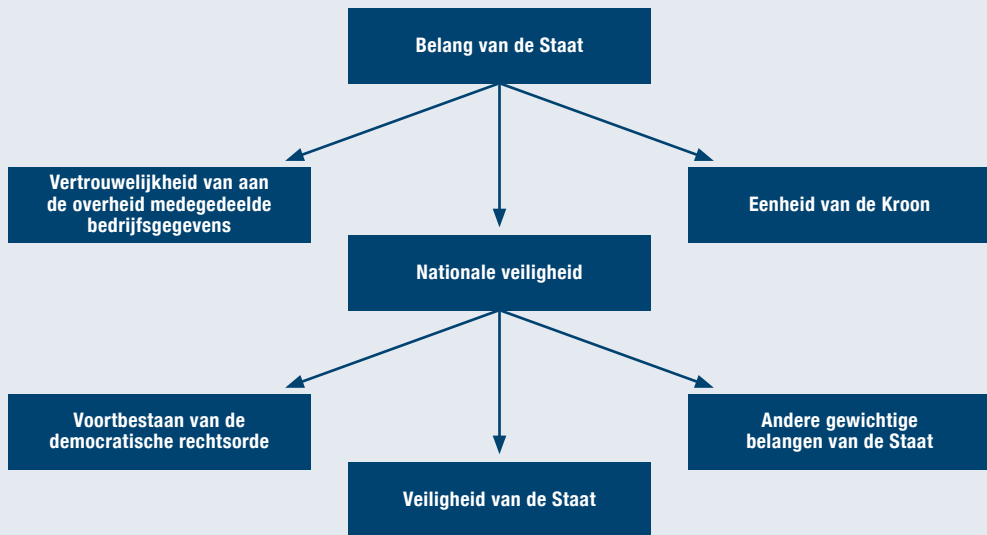 Belang van de Staat
Vertrouwelijkheid van aan
de overheid medegedeelde
bedrijfsgegevens
Eenheid van de Kroon
Nationale veiligheid
Voortbestaan van de
democratische rechtsorde
Andere gewichtige
belangen van de Staat
Veiligheid van de Staat